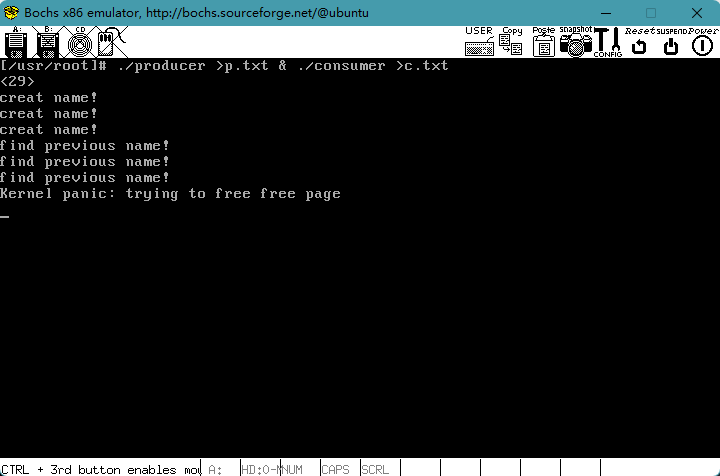 Bochs x86 emulator, http://bochs.sourceforge.net/@ubuntu
A: B: CD USER Copy Paste snapshot CONFIG Reset SUSPEND Power
[/usr/root]# ./producer >p.txt & ./consumer >c.txt
<29>
creat name!
creat name!
creat name!
find previous name!
find previous name!
find previous name!
Kernel panic: trying to free free page
CTRL + 3rd button enables mou A: HD:0-M NUM CAPS SCRL